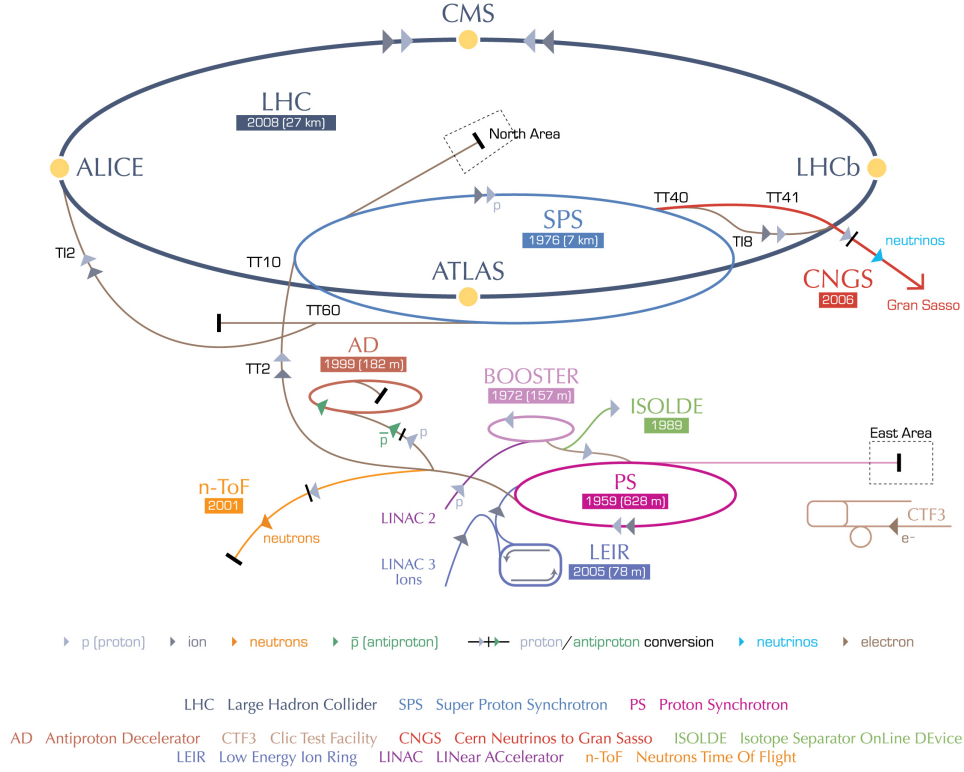 CMS
LHC
2008 (27 km)
North Area
ALICE
LHCb
p
SPS
1976 (7 km)
TT40
TT41
TI8
TI2
TT10
ATLAS
neutrinos
CNGS
2006
Gran Sasso
TT60
AD
1999 (182 m)
TT2
BOOSTER
1972 (157 m)
ISOLDE
1989
p̅
p
East Area
n-ToF
2001
PS
1959 (628 m)
p
LINAC 2
neutrons
CTF3
e-
LINAC 3
Ions
LEIR
2005 (78 m)
p (proton) ion neutrons p̅ (antiproton) proton/antiproton conversion neutrinos electron
LHC Large Hadron Collider SPS Super Proton Synchrotron PS Proton Synchrotron
AD Antiproton Decelerator CTF3 Clic Test Facility CNGS Cern Neutrinos to Gran Sasso ISOLDE Isotope Separator OnLine DEvice
LEIR Low Energy Ion Ring LINAC LINear ACcelerator n-ToF Neutrons Time Of Flight